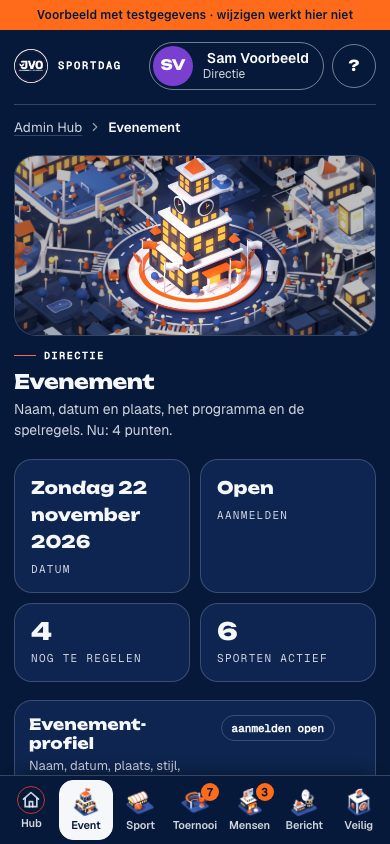 Voorbeeld met testgegevens · wijzigen werkt hier niet
JVO SPORTDAG
SV Sam Voorbeeld
Directie
?
Admin Hub > Evenement
DIRECTIE
Evenement
Naam, datum en plaats, het programma en de
spelregels. Nu: 4 punten.
Zondag 22
november
2026
DATUM
Open
AANMELDEN
4
NOG TE REGELEN
6
SPORTEN ACTIEF
Evenement-
profiel
aanmelden open
Naam, datum, plaats, stijl,
7 3
Hub Event Sport Toernooi Mensen Bericht Veilig